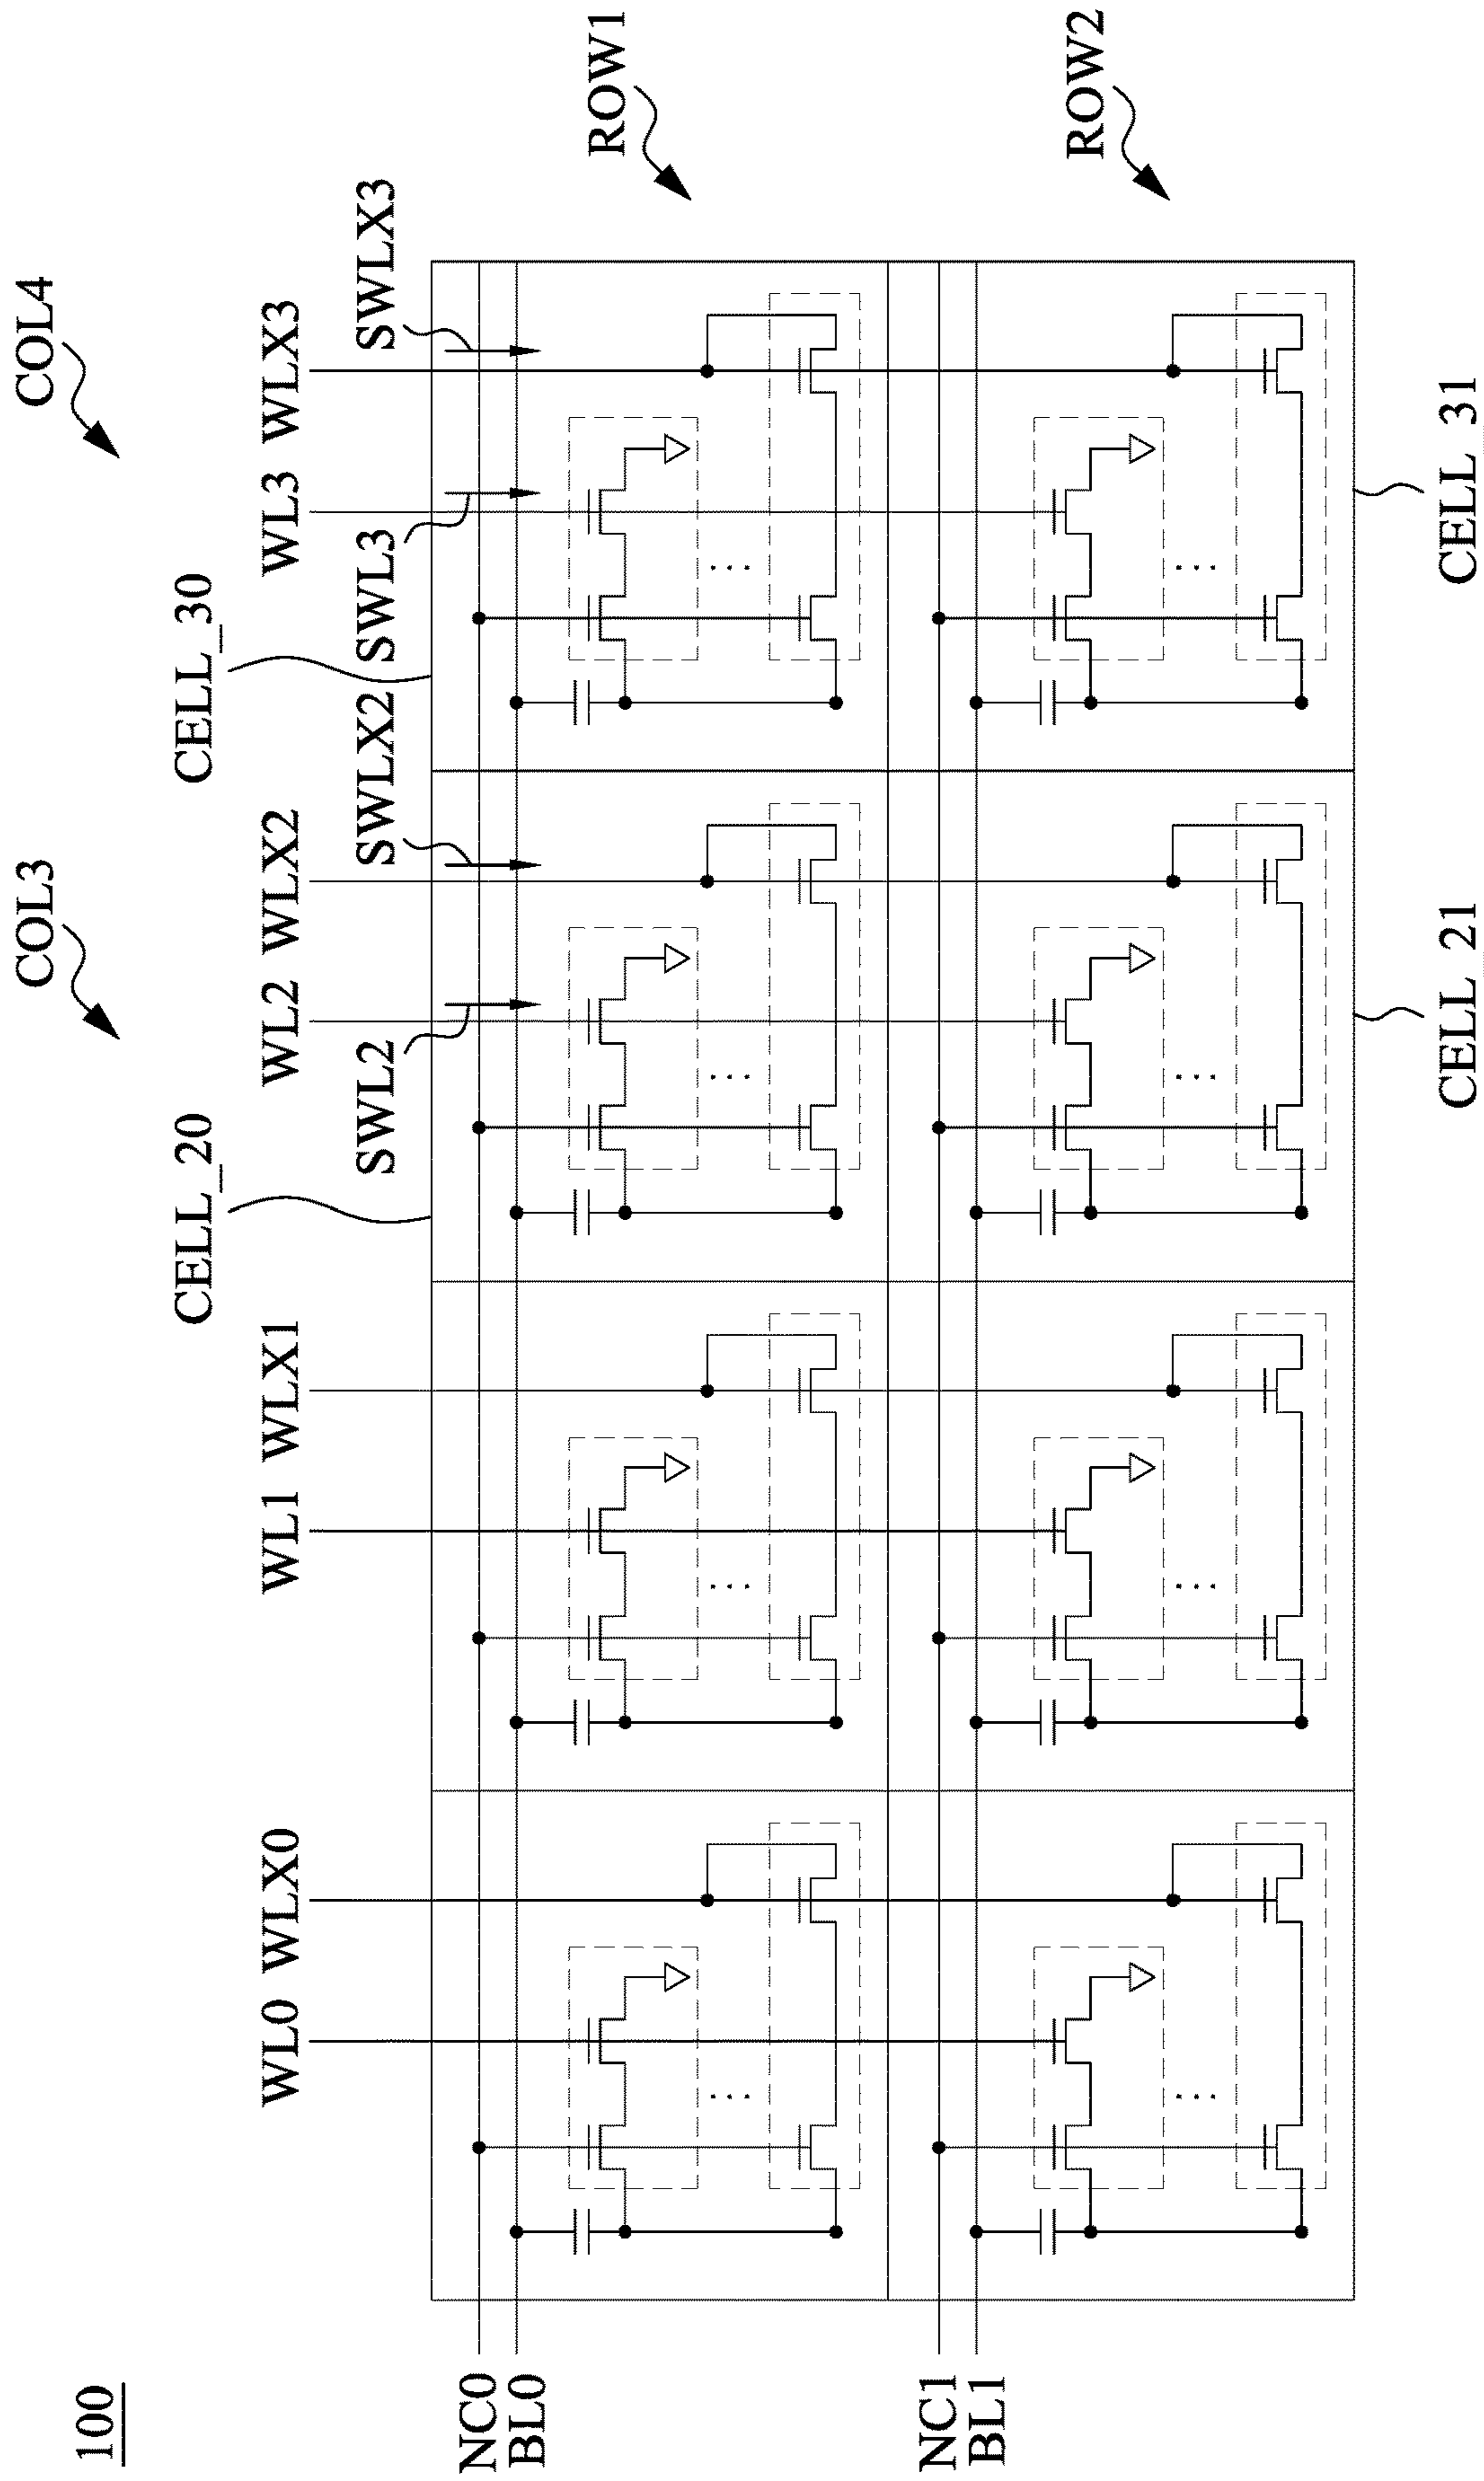 100
COL3
COL4
CELL_20
CELL_30
WL0 WLX0
WL1 WLX1
WL2 WLX2
WL3 WLX3
SWL2
SWLX2
SWL3
SWLX3
NC0
BL0
ROW1
...
...
...
...
NC1
BL1
ROW2
...
...
...
...
CELL_21
CELL_31